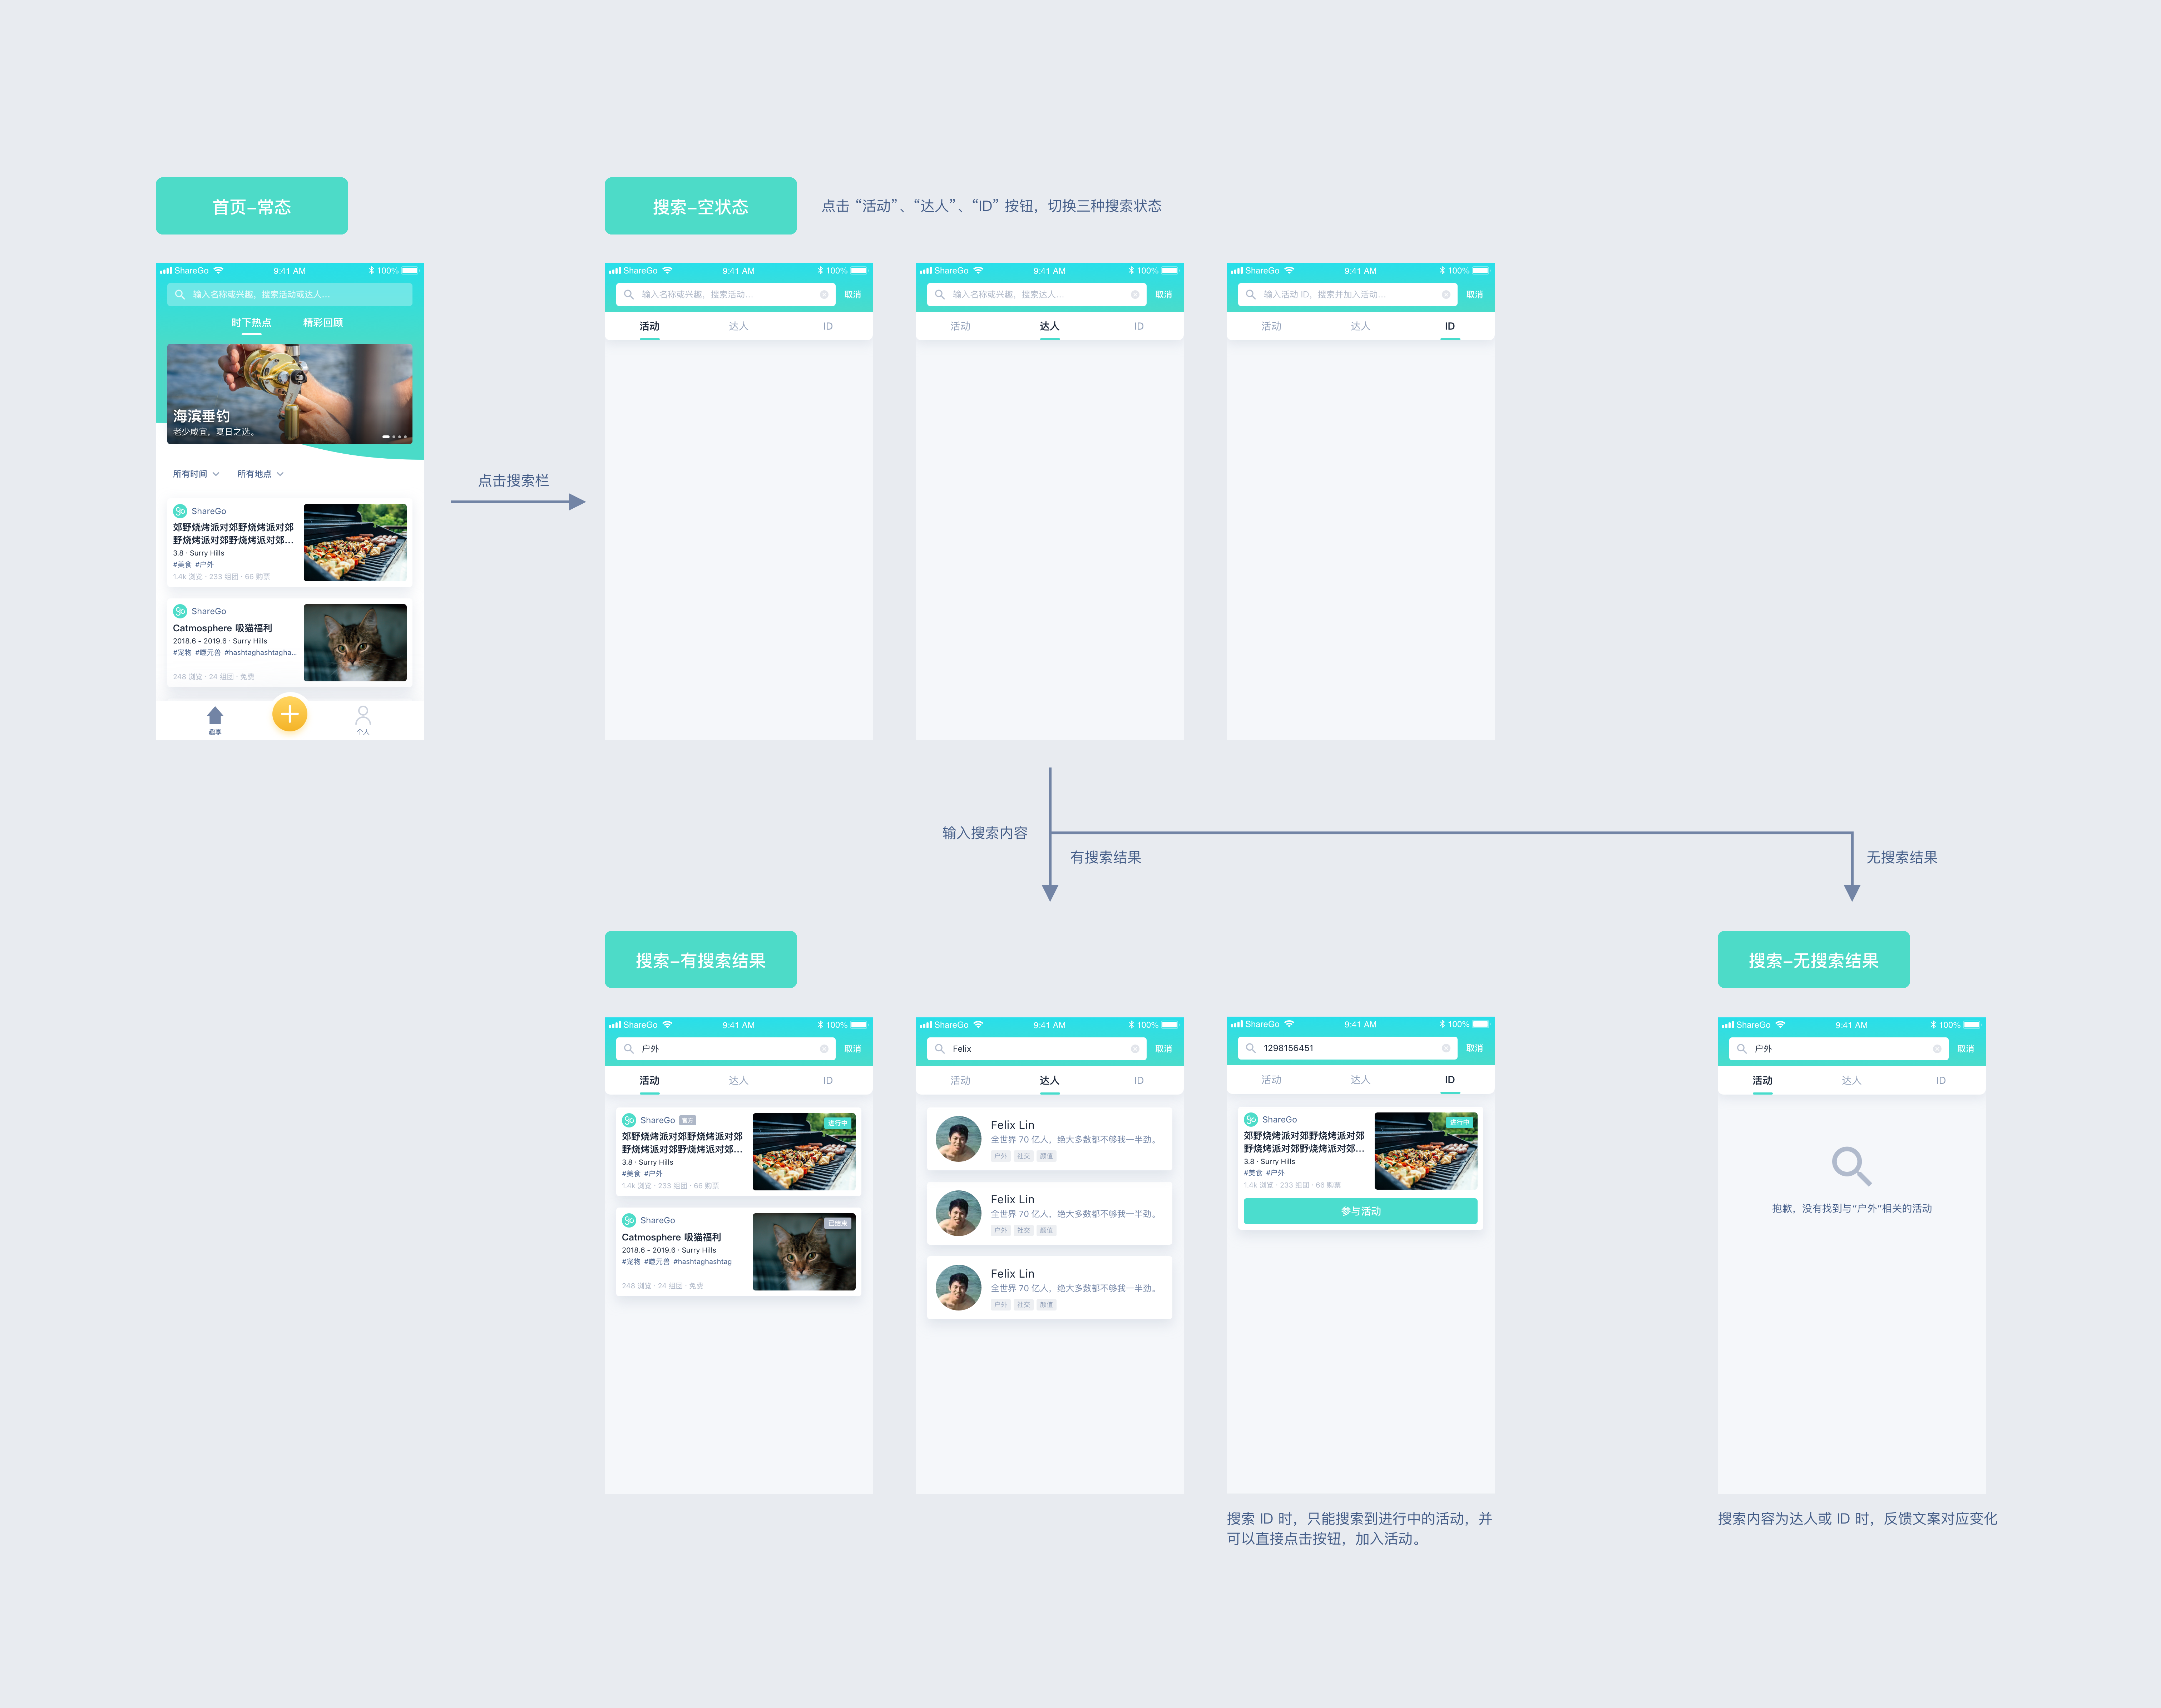 首页–常态
搜索–空状态
点击 “活动”、“达人”、“ID” 按钮，切换三种搜索状态
ShareGo
9:41 AM
100%
输入名称或兴趣，搜索活动或达人...
时下热点
精彩回顾
海滨垂钓
老少咸宜，夏日之选。
所有时间
所有地点
go ShareGo
郊野烧烤派对郊野烧烤派对郊
野烧烤派对郊野烧烤派对郊...
3.8 · Surry Hills
#美食 #户外
1.4k 浏览 · 233 组团 · 66 购票
go ShareGo
Catmosphere 吸猫福利
2018.6 - 2019.6 · Surry Hills
#宠物 #噬元兽 #hashtaghashtagha...
248 浏览 · 24 组团 · 免费
趣享
个人
点击搜索栏
ShareGo
9:41 AM
100%
输入名称或兴趣，搜索活动...
取消
活动
达人
ID
ShareGo
9:41 AM
100%
输入名称或兴趣，搜索达人...
取消
活动
达人
ID
ShareGo
9:41 AM
100%
输入活动 ID，搜索并加入活动...
取消
活动
达人
ID
输入搜索内容
有搜索结果
无搜索结果
搜索–有搜索结果
搜索–无搜索结果
ShareGo
9:41 AM
100%
户外
取消
活动
达人
ID
go ShareGo 官方
进行中
郊野烧烤派对郊野烧烤派对郊
野烧烤派对郊野烧烤派对郊...
3.8 · Surry Hills
#美食 #户外
1.4k 浏览 · 233 组团 · 66 购票
go ShareGo
已结束
Catmosphere 吸猫福利
2018.6 - 2019.6 · Surry Hills
#宠物 #噬元兽 #hashtaghashtag
248 浏览 · 24 组团 · 免费
ShareGo
9:41 AM
100%
Felix
取消
活动
达人
ID
Felix Lin
全世界 70 亿人，绝大多数都不够我一半劲。
户外 社交 颜值
Felix Lin
全世界 70 亿人，绝大多数都不够我一半劲。
户外 社交 颜值
Felix Lin
全世界 70 亿人，绝大多数都不够我一半劲。
户外 社交 颜值
ShareGo
9:41 AM
100%
1298156451
取消
活动
达人
ID
go ShareGo
进行中
郊野烧烤派对郊野烧烤派对郊
野烧烤派对郊野烧烤派对郊...
3.8 · Surry Hills
#美食 #户外
1.4k 浏览 · 233 组团 · 66 购票
参与活动
搜索 ID 时，只能搜索到进行中的活动，并
可以直接点击按钮，加入活动。
ShareGo
9:41 AM
100%
户外
取消
活动
达人
ID
抱歉，没有找到与“户外”相关的活动
搜索内容为达人或 ID 时，反馈文案对应变化